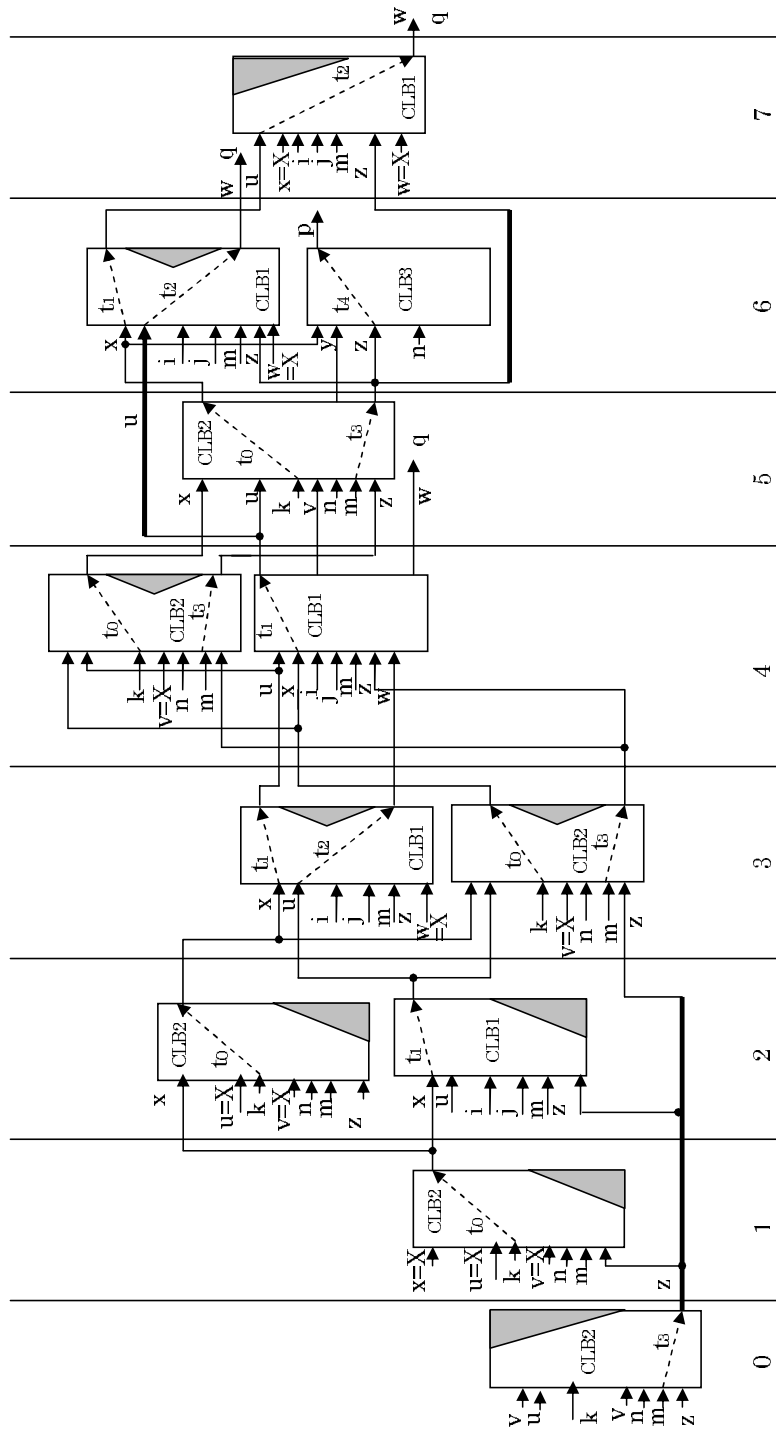 v
u
k
v
n
m
z
CLB2
t3
z
x=X
u=X
k
v=X
n
m
CLB2
t0
x
u=X
k
v=X
n
m
z
CLB2
t0
x
u
i
j
m
z
t1
CLB1
x
u
i
j
m
z
w
=X
t1
t2
CLB1
k
v=X
n
m
z
t0
CLB2
t3
k
v=X
n
m
t0
CLB2
t3
u
x
i
j
m
z
w
t1
CLB1
u
x
u
k
v
n
m
z
CLB2
t0
t3
w q
x
i
j
m
z
w
=X
t1
t2
CLB1
w q
y
z
n
t4
CLB3
p
u
x=X
i
j
m
z
w=X
t2
CLB1
w q
0 1 2 3 4 5 6 7